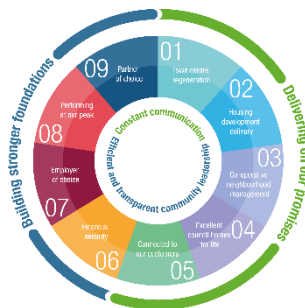 Building stronger foundations
Delivering on our promises
Constant communication
Efficient and Transparent community leadership
01
Town centre
regeneration
02
Housing
development
delivery
03
Co-operative
neighbourhood
management
04
Excellent
council homes
for life
05
Connected to
our customers
06
Financial
security
07
Employer
of choice
08
Performing
at our peak
09
Partner
of choice